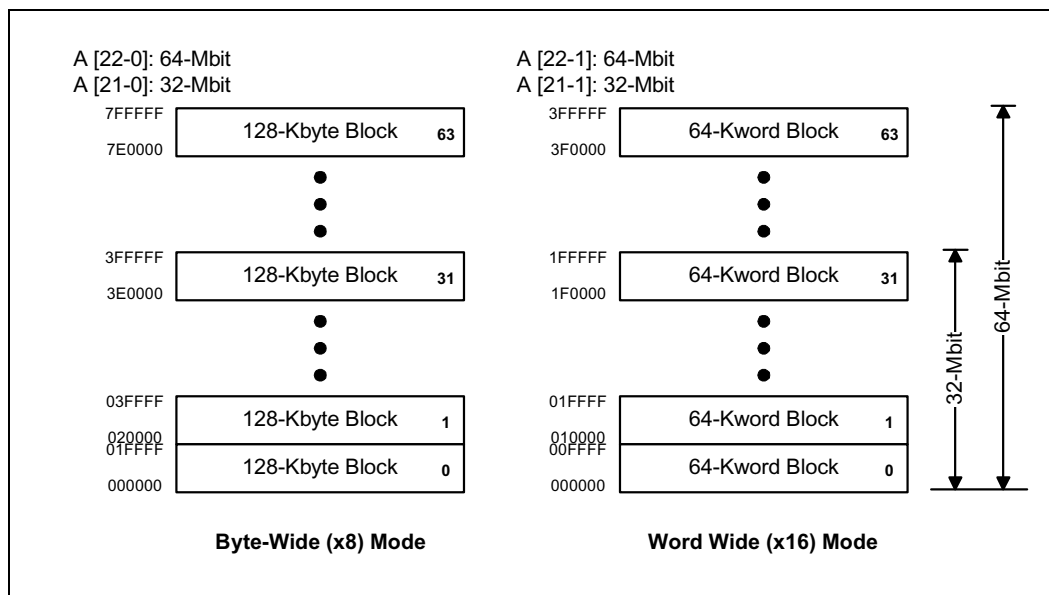 A [22-0]: 64-Mbit
A [21-0]: 32-Mbit
7FFFFF
128-Kbyte Block 63
7E0000
3FFFFF
128-Kbyte Block 31
3E0000
03FFFF
128-Kbyte Block 1
020000
01FFFF
128-Kbyte Block 0
000000
Byte-Wide (x8) Mode
A [22-1]: 64-Mbit
A [21-1]: 32-Mbit
3FFFFF
64-Kword Block 63
3F0000
1FFFFF
64-Kword Block 31
1F0000
01FFFF
64-Kword Block 1
010000
00FFFF
64-Kword Block 0
000000
Word Wide (x16) Mode
32-Mbit
64-Mbit